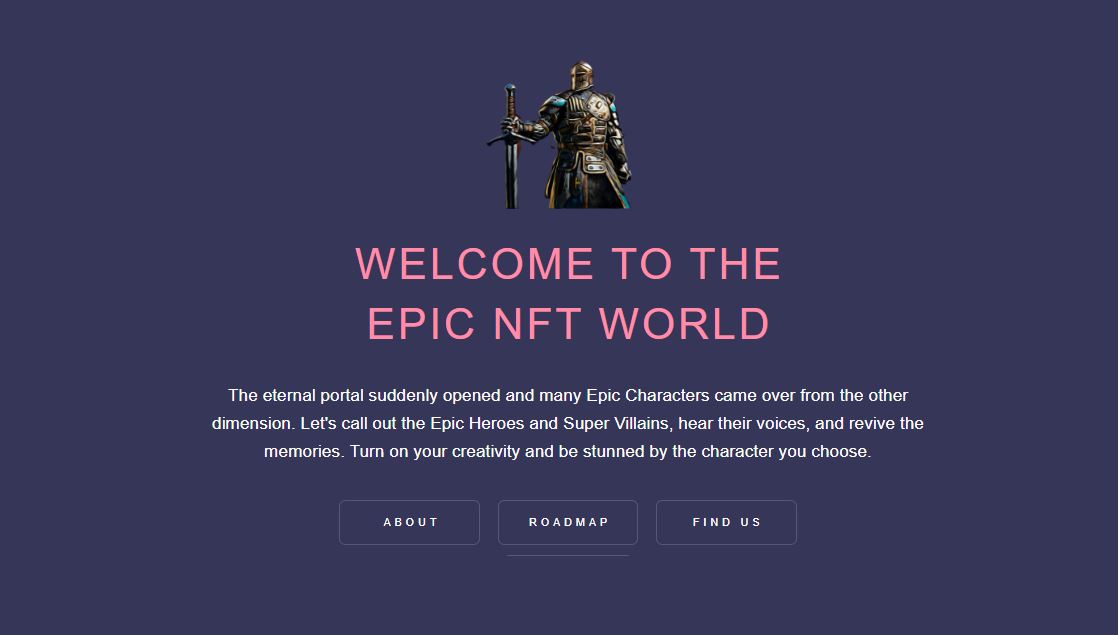 WELCOME TO THE
EPIC NFT WORLD
The eternal portal suddenly opened and many Epic Characters came over from the other
dimension. Let's call out the Epic Heroes and Super Villains, hear their voices, and revive the
memories. Turn on your creativity and be stunned by the character you choose.
ABOUT
ROADMAP
FIND US